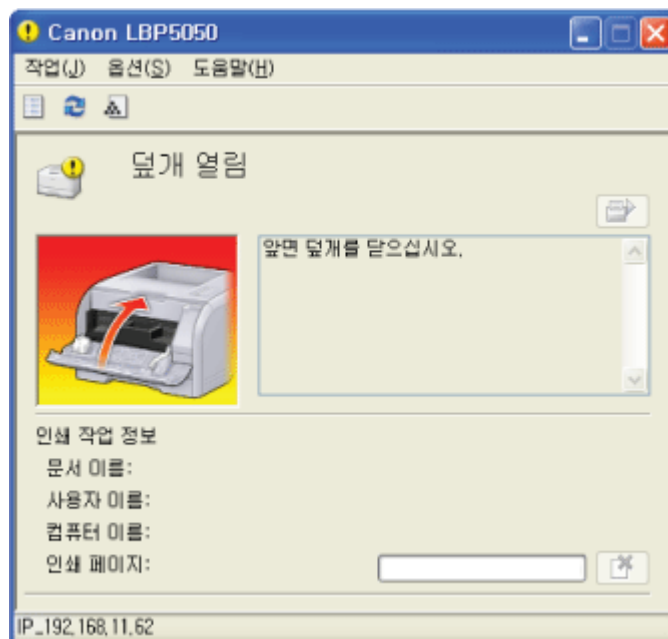 Canon LBP5050
작업(J) 옵션(S) 도움말(H)
덮개 열림
앞면 덮개를 닫으십시오.
인쇄 작업 정보
문서 이름:
사용자 이름:
컴퓨터 이름:
인쇄 페이지:
IP_192,168,11,62